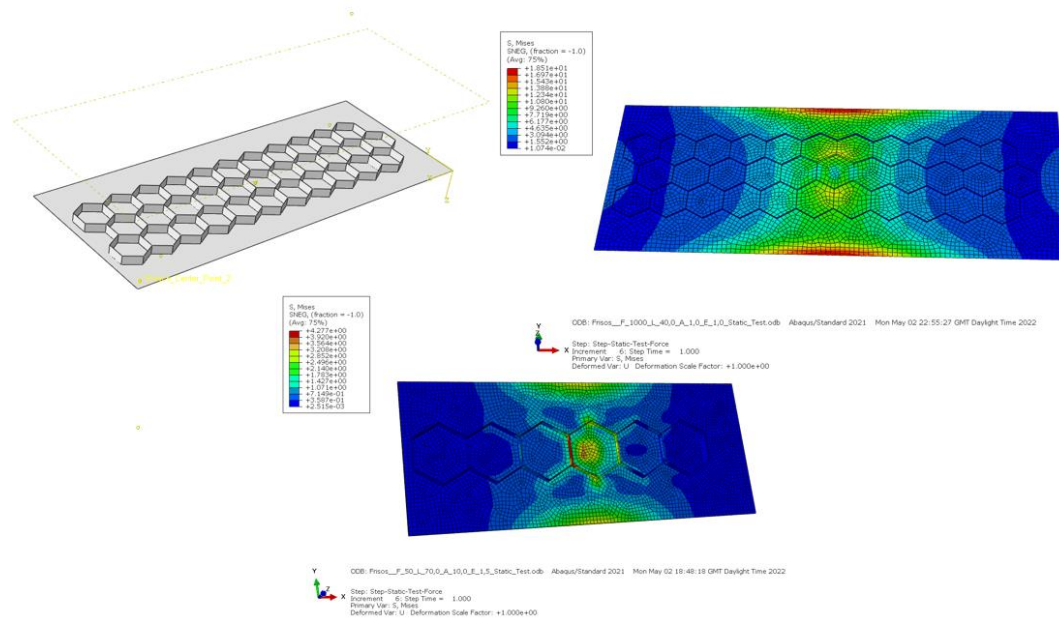 S, Mises
SNEG, (fraction = -1.0)
(Avg: 75%)
+1.851e+01
+1.697e+01
+1.543e+01
+1.388e+01
+1.234e+01
+1.080e+01
+9.260e+00
+7.719e+00
+6.177e+00
+4.635e+00
+3.094e+00
+1.552e+00
+1.074e-02
Y
Z
S, Mises
SNEG, (fraction = -1.0)
(Avg: 75%)
+4.277e+00
+3.920e+00
+3.564e+00
+3.208e+00
+2.852e+00
+2.496e+00
+2.140e+00
+1.783e+00
+1.427e+00
+1.071e+00
+7.149e-01
+3.587e-01
+2.515e-03
Y
Z
X
ODB: Frisos__F_1000_L_40,0_A_1,0_E_1,0_Static_Test.odb Abaqus/Standard 2021 Mon May 02 22:55:27 GMT Daylight Time 2022
Step: Step-Static-Test-Force
Increment 6: Step Time = 1.000
Primary Var: S, Mises
Deformed Var: U Deformation Scale Factor: +1.000e+00
Y
Z
X
ODB: Frisos__F_50_L_70,0_A_10,0_E_1,5_Static_Test.odb Abaqus/Standard 2021 Mon May 02 18:48:18 GMT Daylight Time 2022
Step: Step-Static-Test-Force
Increment 6: Step Time = 1.000
Primary Var: S, Mises
Deformed Var: U Deformation Scale Factor: +1.000e+00